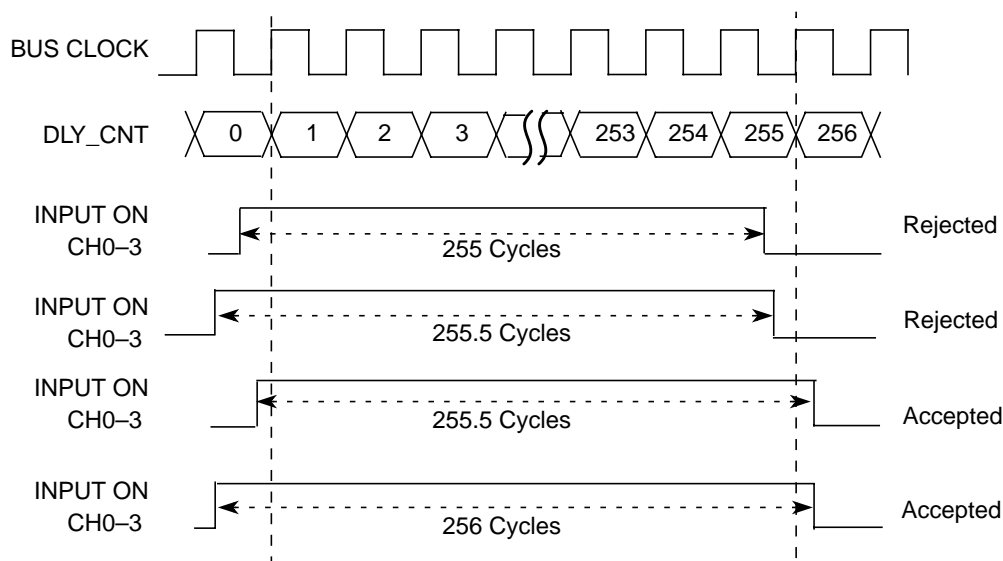 BUS CLOCK
DLY_CNT
0 1 2 3 253 254 255 256
INPUT ON
CH0–3
255 Cycles
Rejected
INPUT ON
CH0–3
255.5 Cycles
Rejected
INPUT ON
CH0–3
255.5 Cycles
Accepted
INPUT ON
CH0–3
256 Cycles
Accepted